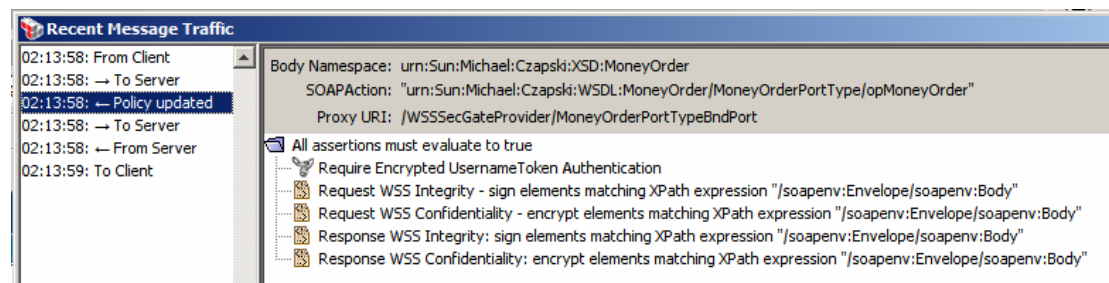 Recent Message Traffic
02:13:58: From Client
02:13:58: → To Server
02:13:58: ← Policy updated
02:13:58: → To Server
02:13:58: ← From Server
02:13:59: To Client
Body Namespace: urn:Sun:Michael:Czapski:XSD:MoneyOrder
SOAPAction: "urn:Sun:Michael:Czapski:WSDL:MoneyOrder/MoneyOrderPortType/opMoneyOrder"
Proxy URI: /WSSSecGateProvider/MoneyOrderPortTypeBndPort
All assertions must evaluate to true
Require Encrypted UsernameToken Authentication
Request WSS Integrity - sign elements matching XPath expression "/soapenv:Envelope/soapenv:Body"
Request WSS Confidentiality - encrypt elements matching XPath expression "/soapenv:Envelope/soapenv:Body"
Response WSS Integrity: sign elements matching XPath expression "/soapenv:Envelope/soapenv:Body"
Response WSS Confidentiality: encrypt elements matching XPath expression "/soapenv:Envelope/soapenv:Body"